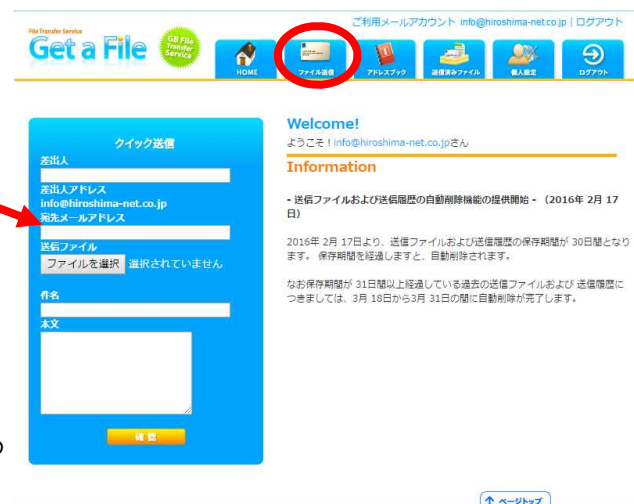 ご利用メールアカウント info@hiroshima-net.co.jp | ログアウト
File Transfer Service
Get a File
GB File
Transfer
Service
HOME
ファイル送信
アドレスブック
送信済みファイル
個人設定
ログアウト
クイック送信
差出人
差出人アドレス
info@hiroshima-net.co.jp
宛先メールアドレス
送信ファイル
ファイルを選択 選択されていません
件名
本文
確 認
Welcome!
ようこそ！info@hiroshima-net.co.jpさん
Information
- 送信ファイルおよび送信履歴の自動削除機能の提供開始 - （2016年 2月 17
日）
2016年 2月 17日より、送信ファイルおよび送信履歴の保存期間が 30日間となり
ます。 保存期間を経過しますと、自動削除されます。
なお保存期間が 31日間以上経過している過去の送信ファイルおよび 送信履歴に
つきましては、3月 18日から3月 31日の間に自動削除が完了します。
ページトップ